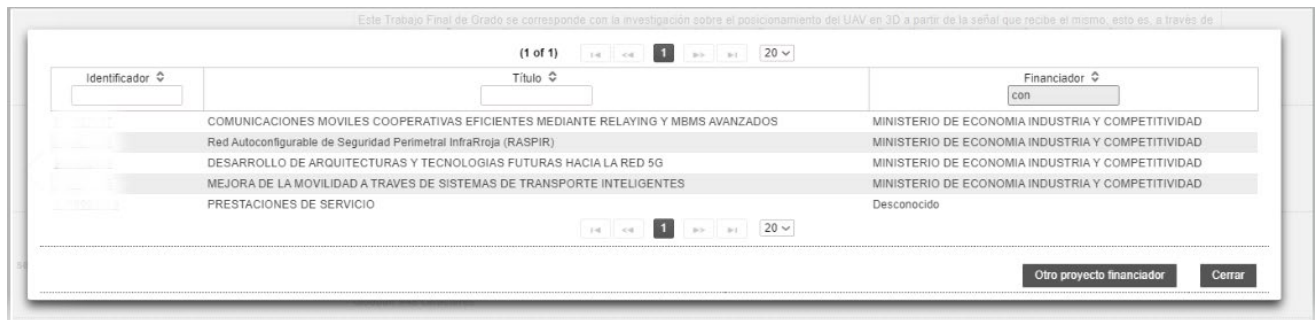 Este Trabajo Final de Grado se corresponde con la investigación sobre el posicionamiento del UAV en 3D a partir de la señal que recibe el mismo, esto es, a través de
(1 of 1) 1 20
Identificador Título Financiador
con
COMUNICACIONES MOVILES COOPERATIVAS EFICIENTES MEDIANTE RELAYING Y MBMS AVANZADOS MINISTERIO DE ECONOMIA INDUSTRIA Y COMPETITIVIDAD
Red Autoconfigurable de Seguridad Perimetral InfraRroja (RASPIR) MINISTERIO DE ECONOMIA INDUSTRIA Y COMPETITIVIDAD
DESARROLLO DE ARQUITECTURAS Y TECNOLOGIAS FUTURAS HACIA LA RED 5G MINISTERIO DE ECONOMIA INDUSTRIA Y COMPETITIVIDAD
MEJORA DE LA MOVILIDAD A TRAVES DE SISTEMAS DE TRANSPORTE INTELIGENTES MINISTERIO DE ECONOMIA INDUSTRIA Y COMPETITIVIDAD
PRESTACIONES DE SERVICIO Desconocido
1 20
Otro proyecto financiador Cerrar